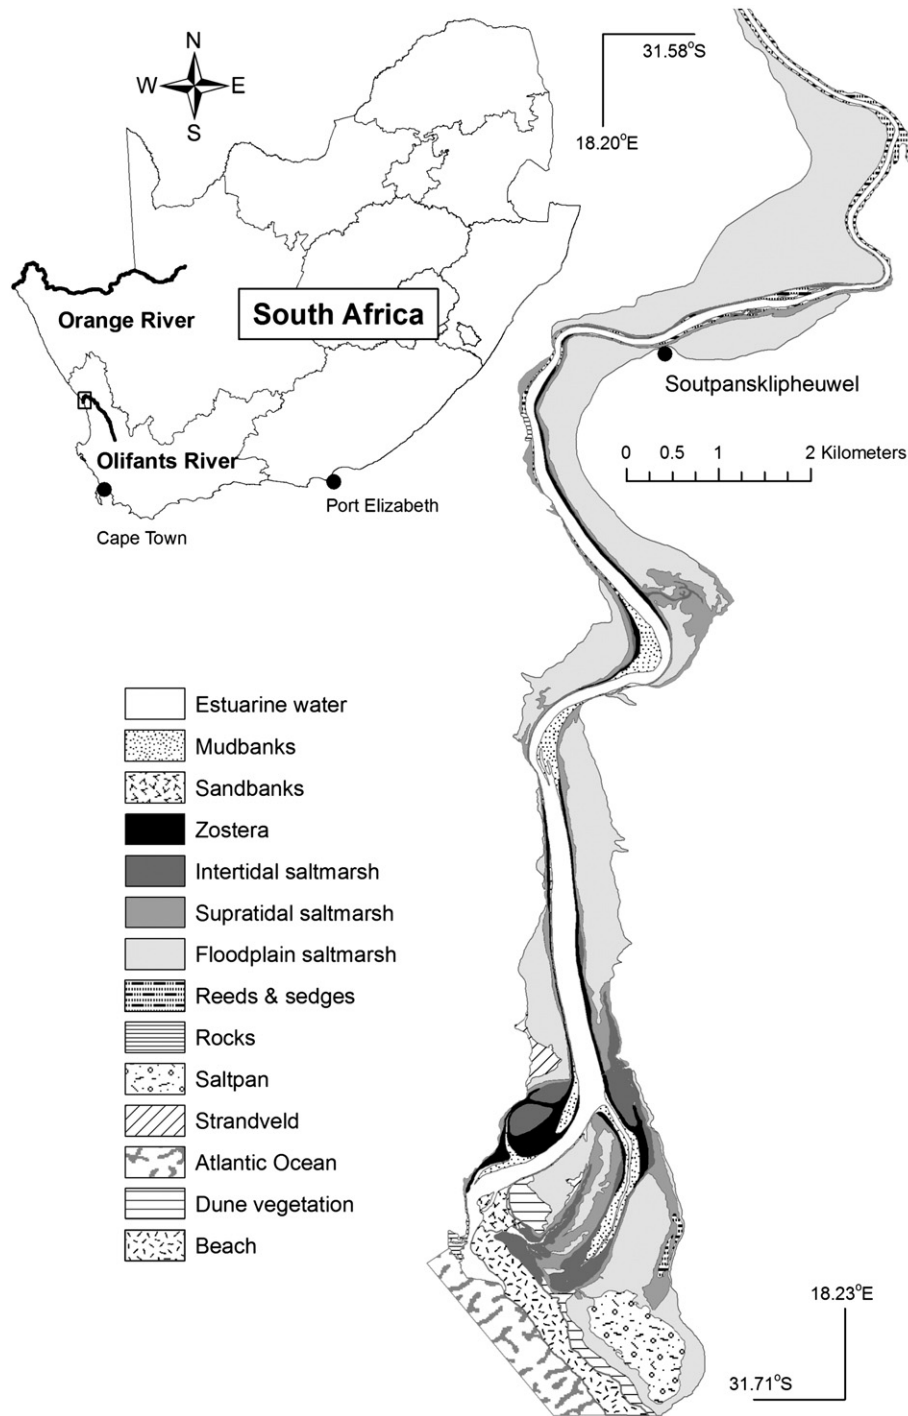 N
W E
S
31.58°S
18.20°E
Orange River
South Africa
Olifants River
Cape Town
Port Elizabeth
Soutpansklipheuwel
0 0.5 1 2 Kilometers
Estuarine water
Mudbanks
Sandbanks
Zostera
Intertidal saltmarsh
Supratidal saltmarsh
Floodplain saltmarsh
Reeds & sedges
Rocks
Saltpan
Strandveld
Atlantic Ocean
Dune vegetation
Beach
18.23°E
31.71°S